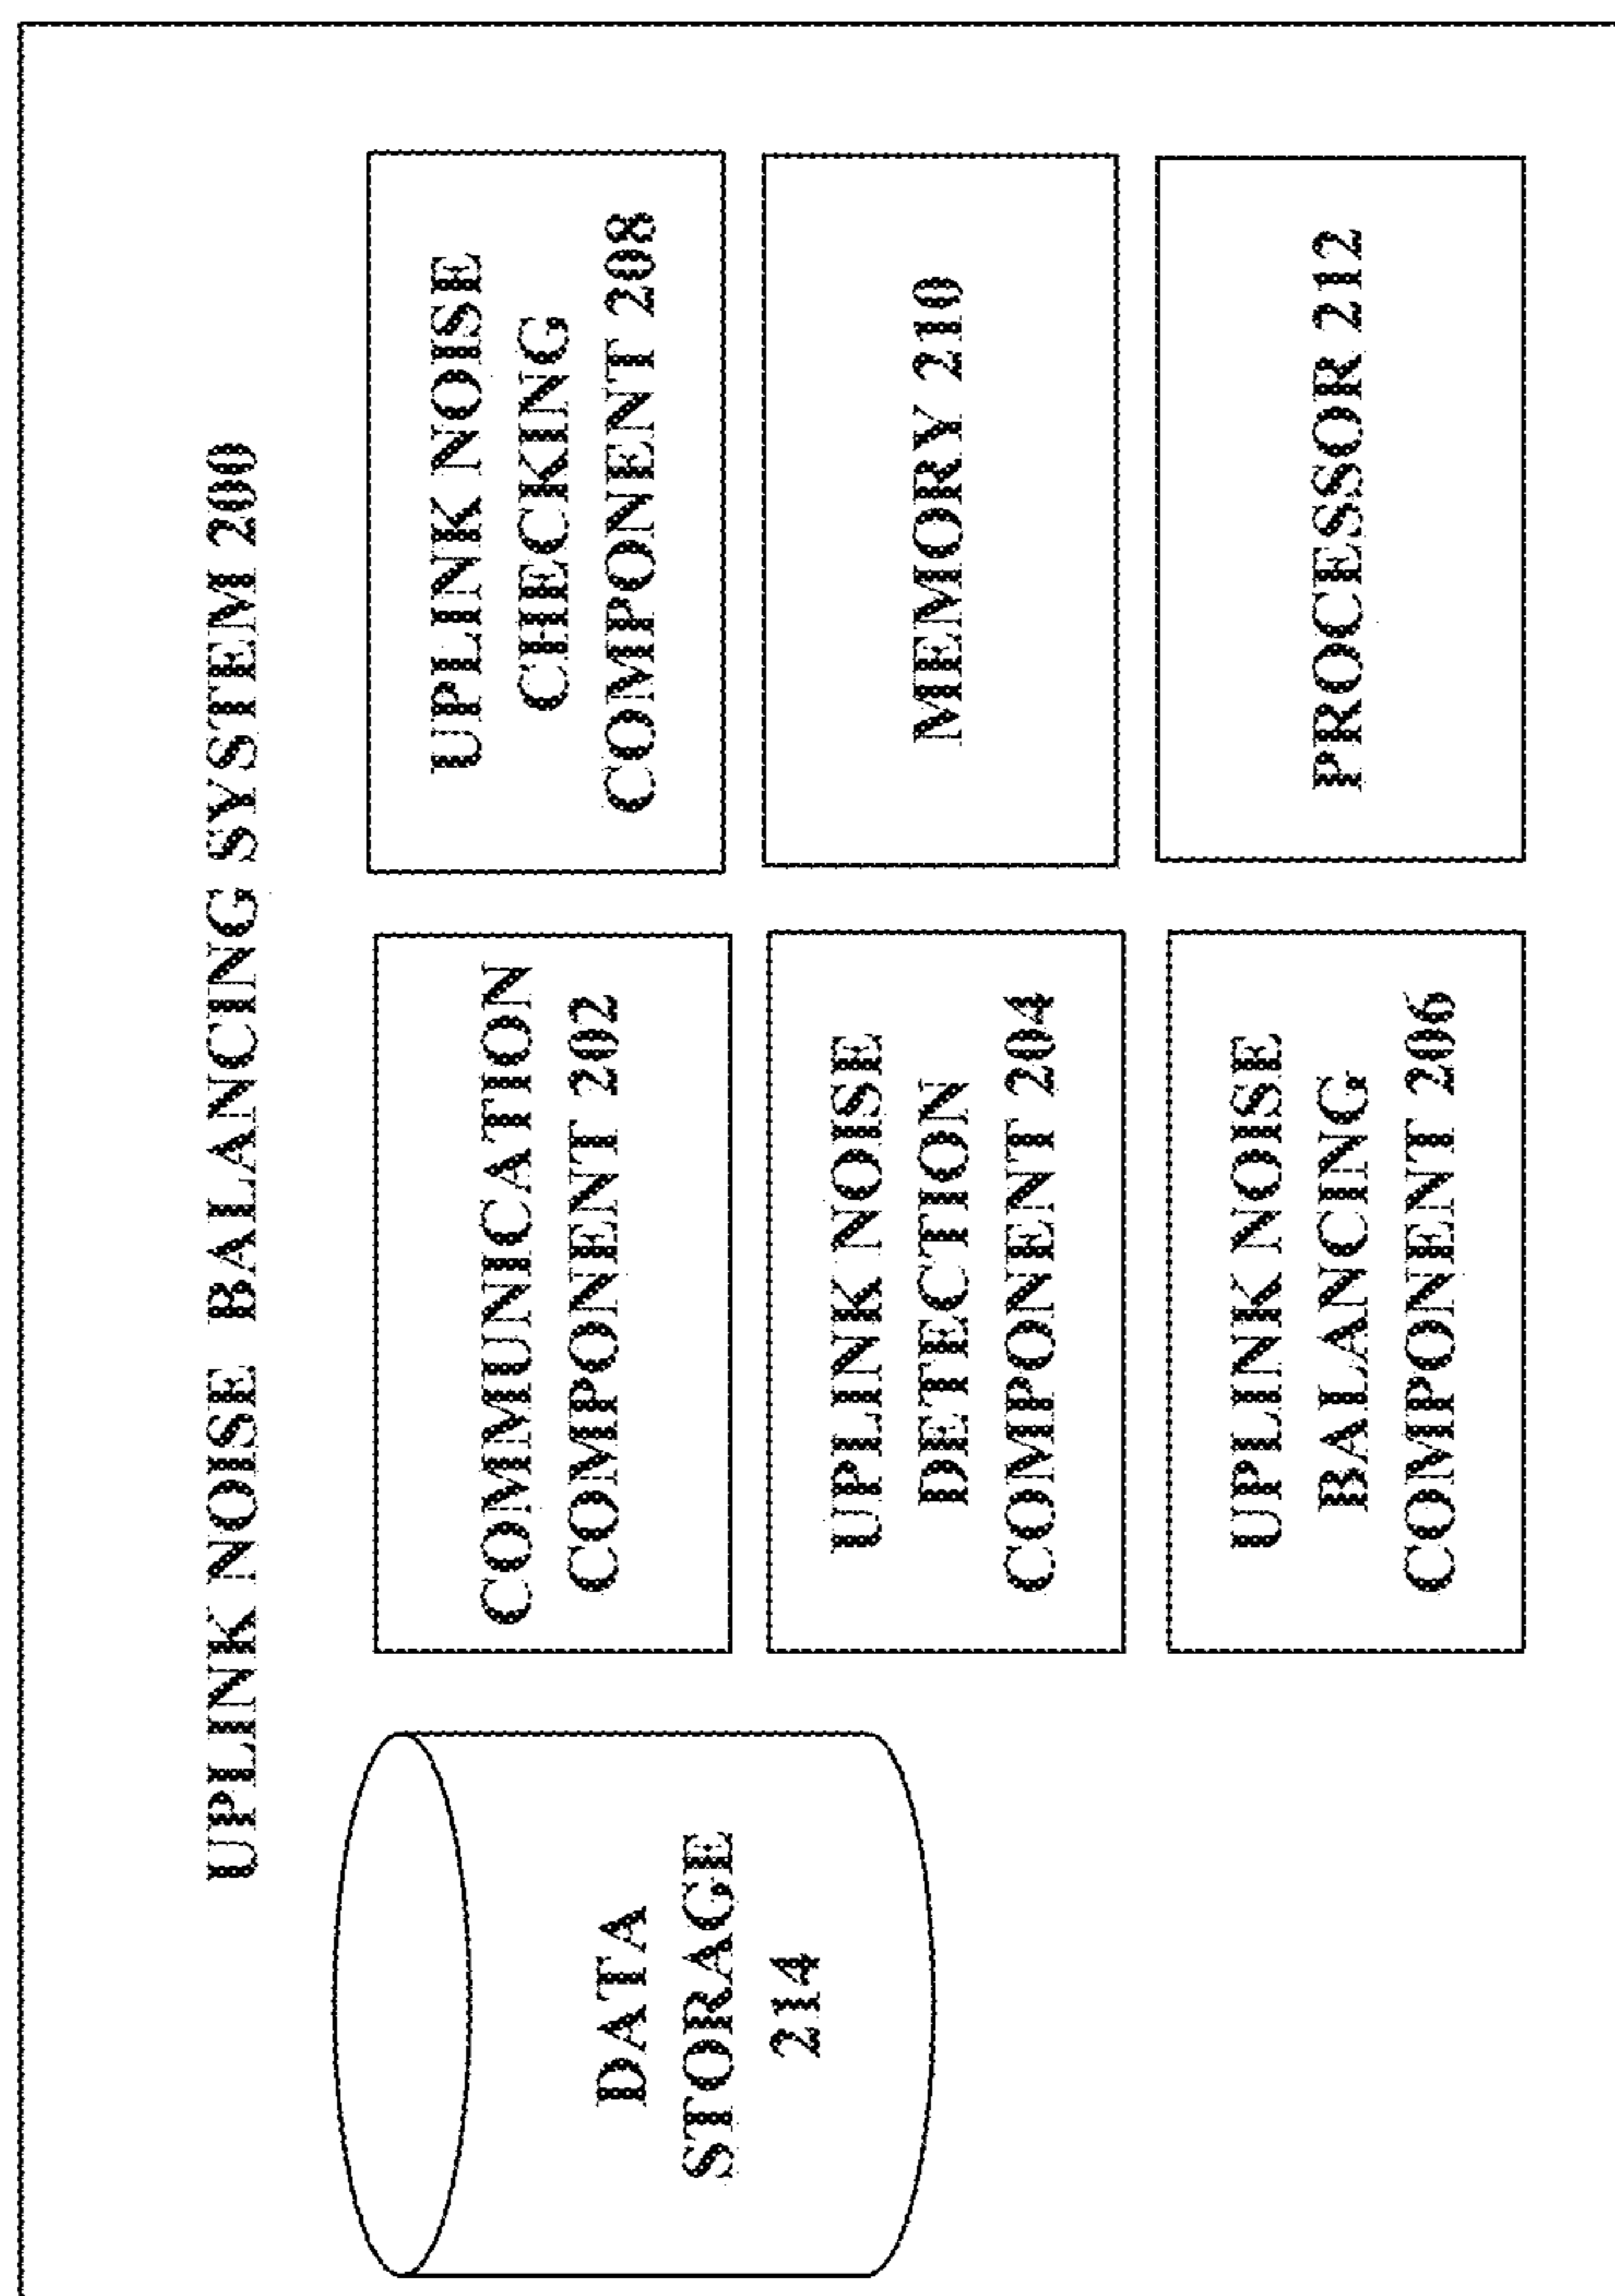 UPLINK NOISE BALANCING SYSTEM 200
DATA
STORAGE
214
COMMUNICATION
COMPONENT 202
UPLINK NOISE
DETECTION
COMPONENT 204
UPLINK NOISE
BALANCING
COMPONENT 206
UPLINK NOISE
CHECKING
COMPONENT 208
MEMORY 210
PROCESSOR 212